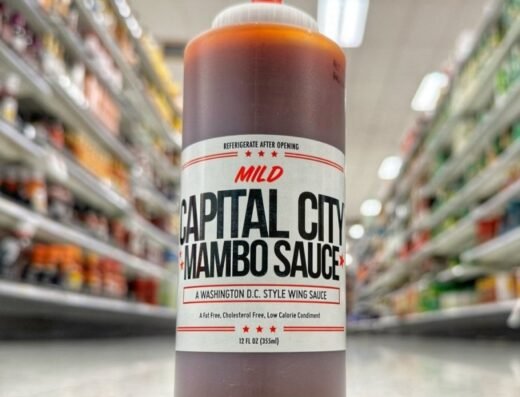 REFERIGERATE AFTER OPENING
MILD
CAPITAL CITY
MAMBO SAUCE
A WASHINGTON D.C. STYLE WING SAUCE
A Fat Free, Cholesterol Free, Low Calorie Condiment
12 FL OZ (355ml)